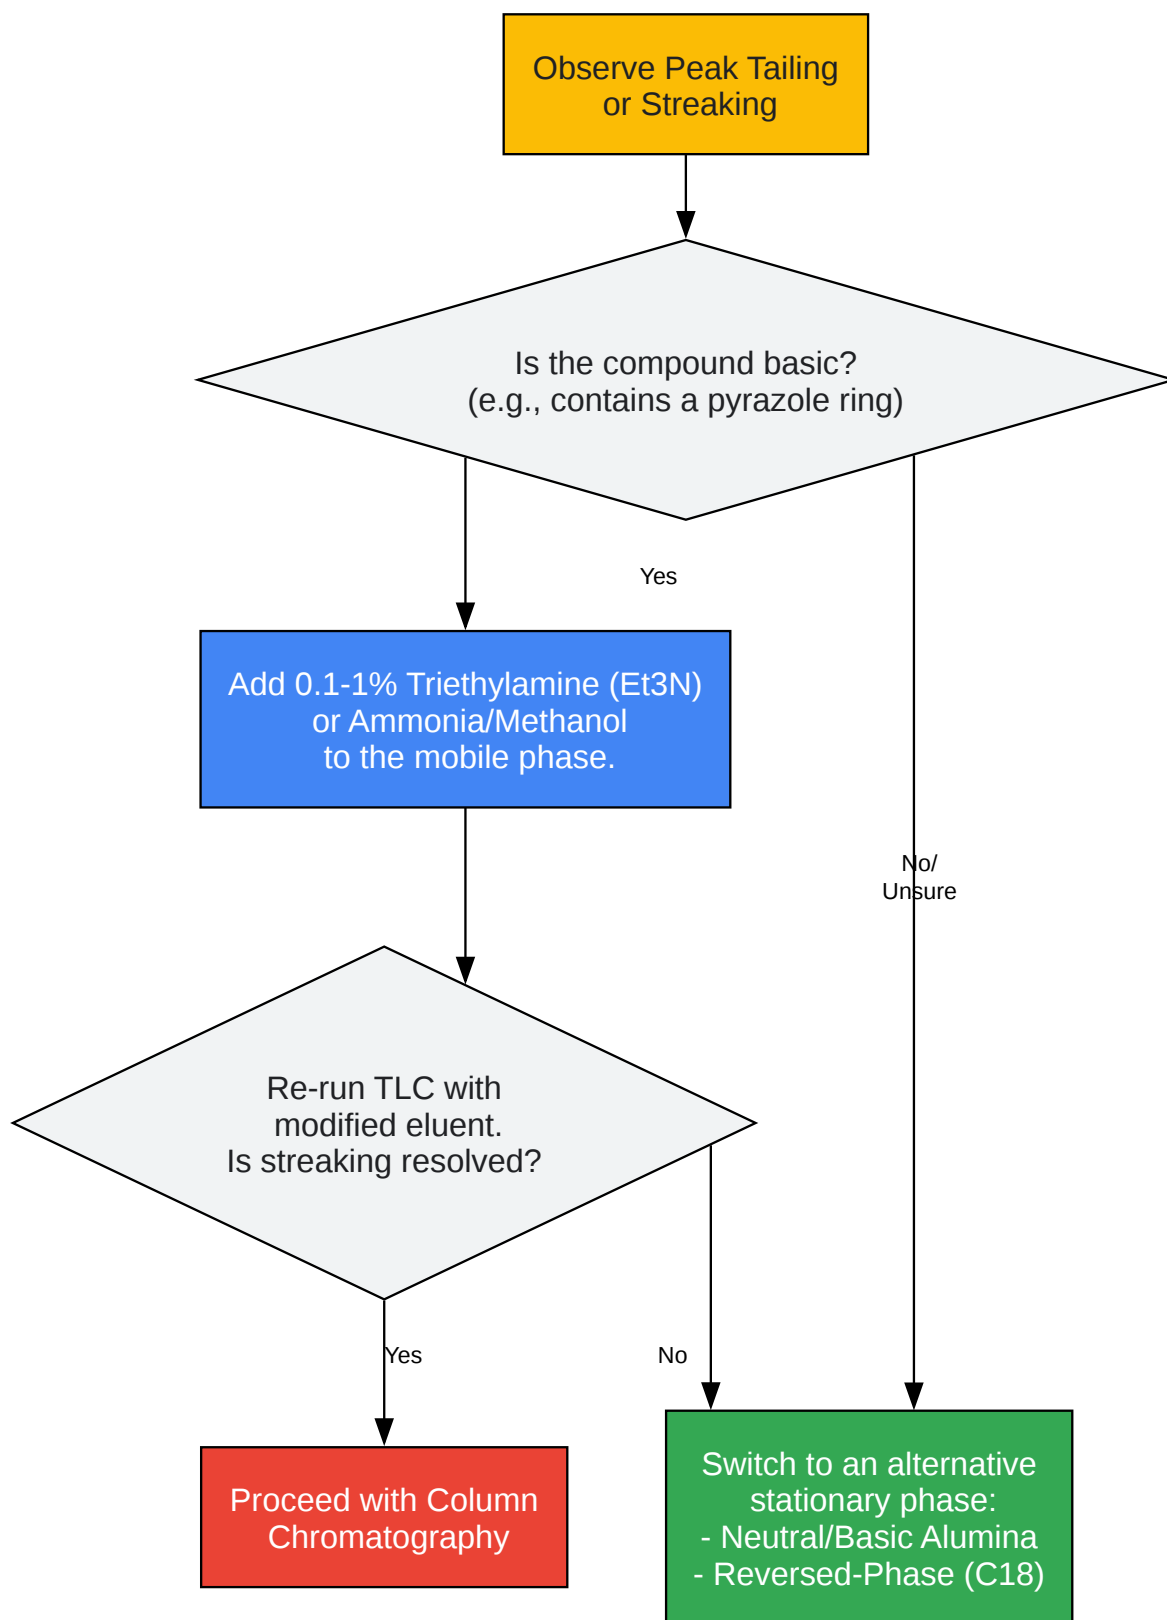 Observe Peak Tailing
or Streaking
Is the compound basic?
(e.g., contains a pyrazole ring)
Yes
Add 0.1-1% Triethylamine (Et3N)
or Ammonia/Methanol
to the mobile phase.
No/
Unsure
Re-run TLC with
modified eluent.
Is streaking resolved?
Yes
No
Proceed with Column
Chromatography
Switch to an alternative
stationary phase:
- Neutral/Basic Alumina
- Reversed-Phase (C18)